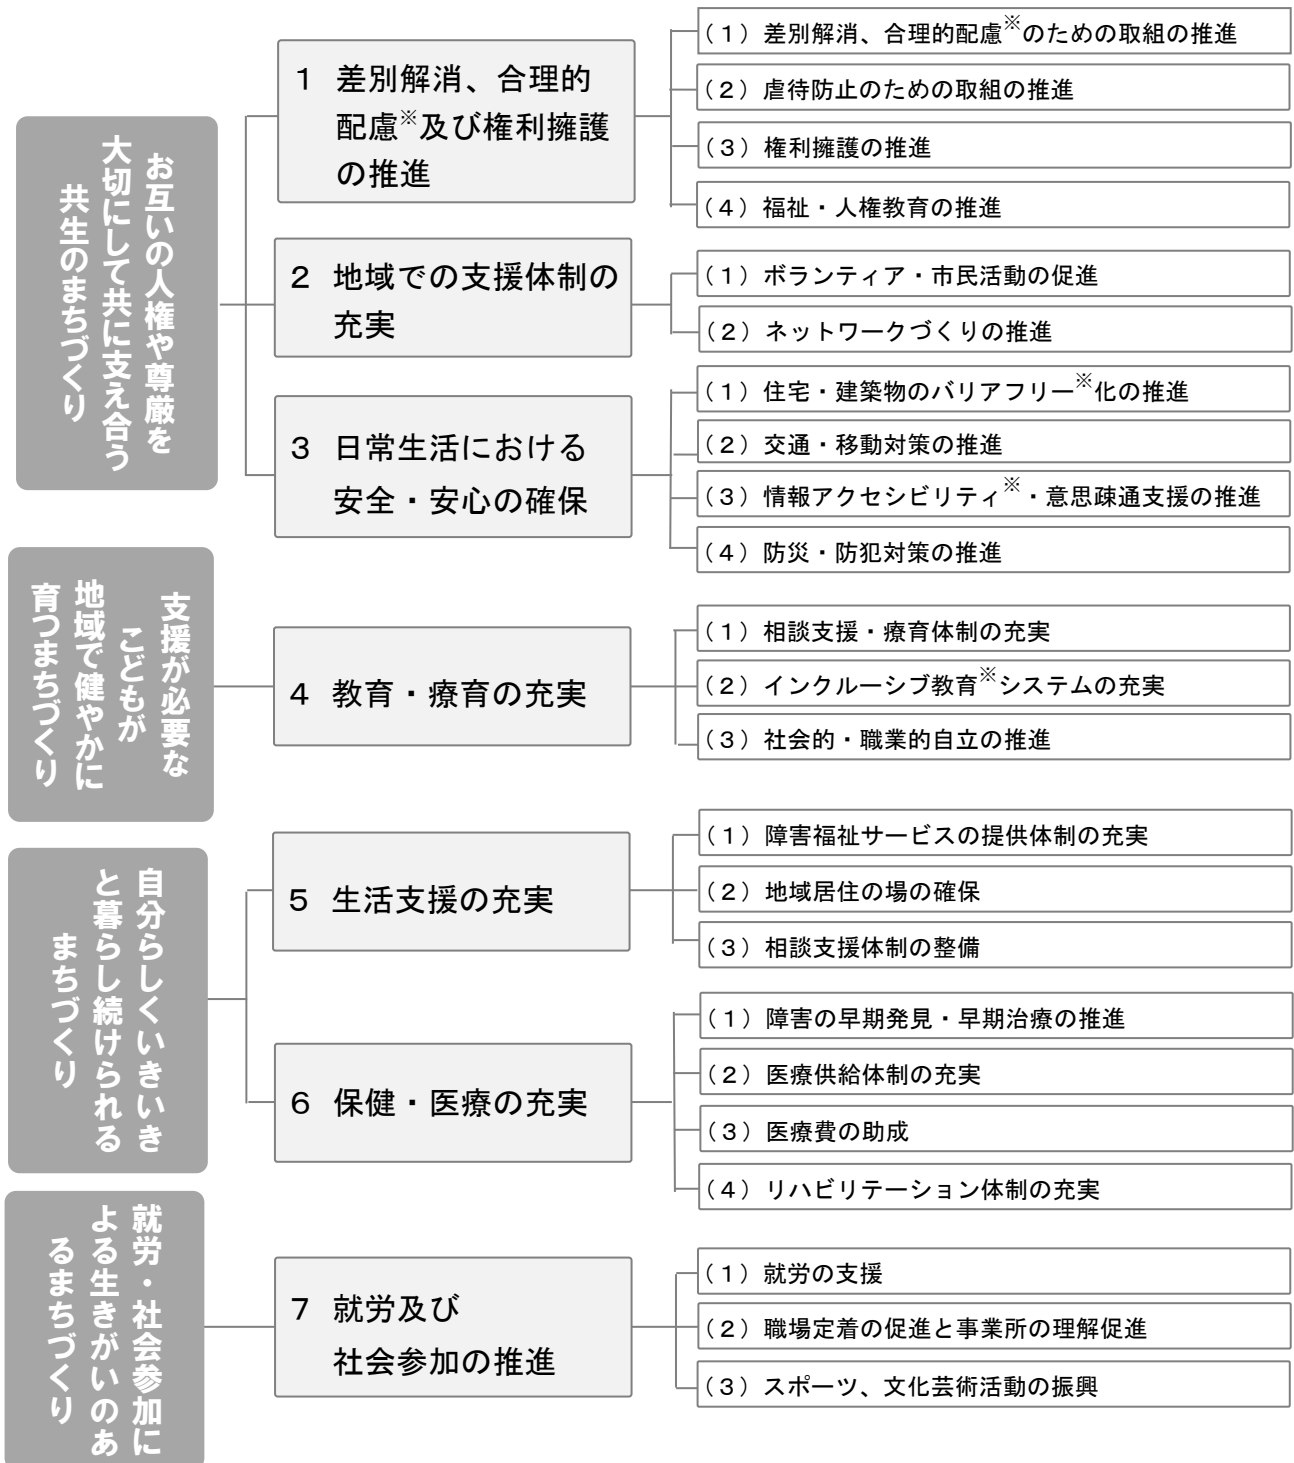 お互いの人権や尊厳を
大切にして共に支え合う
共生のまちづくり
1 差別解消、合理的
配慮※及び権利擁護
の推進
(1)差別解消、合理的配慮※のための取組の推進
(2)虐待防止のための取組の推進
(3)権利擁護の推進
(4)福祉・人権教育の推進
2 地域での支援体制の
充実
(1)ボランティア・市民活動の促進
(2)ネットワークづくりの推進
3 日常生活における
安全・安心の確保
(1)住宅・建築物のバリアフリー※化の推進
(2)交通・移動対策の推進
(3)情報アクセシビリティ※・意思疎通支援の推進
(4)防災・防犯対策の推進
支援が必要な
こどもが
地域で健やかに
育つまちづくり
4 教育・療育の充実
(1)相談支援・療育体制の充実
(2)インクルーシブ教育※システムの充実
(3)社会的・職業的自立の推進
自分らしくいきいき
と暮らし続けられる
まちづくり
5 生活支援の充実
(1)障害福祉サービスの提供体制の充実
(2)地域居住の場の確保
(3)相談支援体制の整備
6 保健・医療の充実
(1)障害の早期発見・早期治療の推進
(2)医療供給体制の充実
(3)医療費の助成
(4)リハビリテーション体制の充実
就労・社会参加に
よる生きがいのあ
るまちづくり
7 就労及び
社会参加の推進
(1)就労の支援
(2)職場定着の促進と事業所の理解促進
(3)スポーツ、文化芸術活動の振興